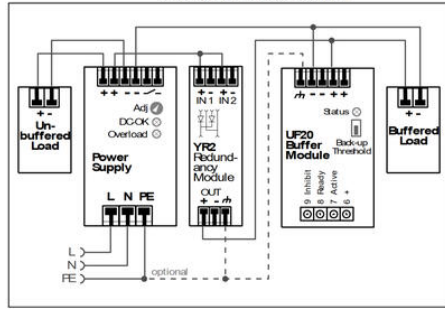 + + - -
+ - + -
IN 1 IN 2
- - + +
+ -
Un-
buffered
Load
Adj
DC-OK
Overload
Power
Supply
L N PE
YR2
Redund-
ancy
Module
OUT
+ -
Status
UF20
Buffer
Module
Back-up
Threshold
9 Inhibit
8 Ready
7 Active
6 +
+ -
Buffered
Load
L
N
PE
optional